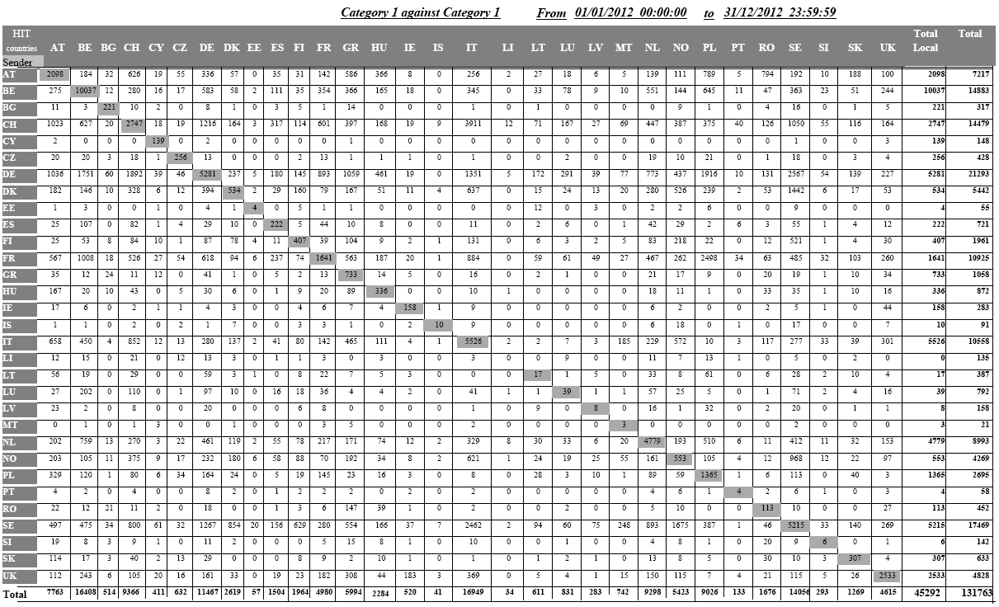 Category 1 against Category 1 From 01/01/2012 00:00:00 to 31/12/2012 23:59:59
HIT countries AT BE BG CH CY CZ DE DK EE ES FI FR GR HU IE IS IT LI LT LU LV MT NL NO PL PT RO SE SI SK UK Total Local Total
Sender
AT 2098 184 32 626 19 55 336 57 0 35 31 142 586 366 8 0 256 2 27 18 6 5 139 111 789 5 794 192 10 188 100 2098 7217
BE 275 10037 12 280 16 17 583 58 2 111 35 354 366 165 18 0 345 0 33 78 9 10 551 144 645 11 47 363 23 51 244 10037 14883
BG 11 3 221 10 2 0 8 1 0 3 5 1 14 0 0 0 1 0 1 0 0 0 0 9 1 0 4 16 0 1 5 221 317
CH 1023 627 20 2747 18 19 1216 164 3 317 114 601 397 168 19 9 3911 12 71 167 27 69 447 387 375 40 126 1050 55 116 164 2747 14479
CY 2 0 0 0 139 0 2 0 0 0 0 0 1 0 0 0 0 0 0 0 0 0 0 0 0 0 0 1 0 0 3 139 148
CZ 20 20 3 18 1 256 13 0 0 0 2 13 1 1 1 0 1 0 0 2 0 0 19 10 21 0 1 18 0 3 4 256 428
DE 1036 1751 60 1892 39 46 5281 237 5 180 145 893 1059 461 19 0 1351 5 172 291 39 77 773 437 1916 10 131 2567 54 139 227 5281 21293
DK 182 146 10 328 6 12 394 534 2 29 160 79 167 51 11 4 637 0 15 24 13 20 280 526 239 2 53 1442 6 17 53 534 5442
EE 1 3 0 0 1 0 4 1 4 0 5 1 1 0 0 0 0 0 12 0 3 0 2 2 6 0 0 9 0 0 0 4 55
ES 25 107 0 82 1 4 29 10 0 222 5 44 10 8 0 0 11 0 2 6 0 1 42 29 2 6 3 55 1 4 12 222 721
FI 25 53 8 84 10 1 87 78 4 11 407 39 104 9 2 1 131 0 6 3 2 5 83 218 22 0 12 521 1 4 30 407 1961
FR 567 1008 18 526 27 54 618 94 6 237 74 1641 563 187 20 1 884 0 59 61 49 27 467 262 2498 34 63 485 32 103 260 1641 10925
GR 35 12 24 11 12 0 41 1 0 5 2 13 733 14 5 0 16 0 2 1 0 0 21 17 9 0 20 19 1 10 34 733 1058
HU 167 20 10 43 0 5 30 6 0 1 9 20 89 336 0 0 10 1 0 0 0 0 18 11 1 0 33 35 1 10 16 336 872
IE 17 6 0 2 1 1 4 3 0 0 4 6 7 4 158 1 9 0 0 0 0 0 6 2 0 0 2 5 1 0 44 158 283
IS 1 1 0 2 0 2 1 7 0 0 3 3 1 0 2 10 9 0 0 0 0 0 6 18 0 1 0 17 0 0 7 10 91
IT 658 450 4 852 12 13 280 137 2 41 80 142 465 111 4 1 5526 2 2 7 3 185 229 572 10 3 117 277 33 39 301 5526 10558
LI 12 15 0 21 0 12 13 3 0 1 1 3 0 3 0 0 3 0 0 9 0 0 11 7 13 1 0 5 0 2 0 0 135
LT 56 19 0 29 0 0 59 3 1 0 8 22 7 5 3 0 0 0 17 1 5 0 33 8 61 0 6 28 2 10 4 17 387
LU 27 202 0 110 0 1 97 10 0 16 18 36 4 4 2 0 41 1 1 39 1 1 57 25 5 0 1 71 2 4 16 39 792
LV 23 2 0 8 0 0 20 0 0 0 6 8 0 0 0 0 1 0 9 0 8 0 16 1 32 0 2 20 0 1 1 8 158
MT 0 1 0 1 3 0 0 1 0 0 0 3 5 0 0 0 2 0 0 0 0 3 0 0 0 0 0 2 0 0 0 3 21
NL 202 759 13 270 3 22 461 119 2 55 78 217 171 74 12 2 329 8 30 33 6 20 4779 193 510 6 11 412 11 32 153 4779 8993
NO 203 105 11 375 9 17 232 180 6 58 88 70 192 34 8 2 621 1 24 19 25 55 161 553 105 4 12 968 12 22 97 553 4269
PL 329 120 1 80 6 34 164 24 0 5 19 145 23 16 3 0 8 0 28 3 10 1 89 59 1365 1 6 113 0 40 3 1365 2695
PT 4 2 0 4 0 0 8 2 0 1 2 2 2 0 2 0 2 0 0 0 0 0 4 6 1 4 2 6 1 0 3 4 58
RO 22 12 21 11 2 0 18 0 0 1 3 6 147 39 1 0 2 0 0 2 0 0 5 10 0 0 113 10 0 0 27 113 452
SE 497 475 34 800 61 32 1267 854 20 156 629 280 554 166 37 7 2462 2 94 60 75 248 893 1675 387 1 46 5215 33 140 269 5215 17469
SI 19 8 3 9 1 0 11 2 0 0 0 5 15 8 1 0 10 0 0 1 0 0 4 8 1 0 20 9 6 0 1 6 142
SK 114 17 3 40 2 13 29 0 0 0 8 9 2 10 1 0 1 0 1 1 0 0 13 8 5 0 30 10 3 307 4 307 633
UK 112 243 6 105 20 16 161 33 0 19 23 182 308 44 183 3 369 0 5 4 1 15 150 115 7 4 21 115 5 26 2533 2533 4828
Total 7763 16408 514 9366 411 632 11467 2619 57 1504 1964 4980 5994 2284 520 41 16949 34 611 831 283 742 9298 5423 9026 133 1676 14056 293 1269 4615 45292 131763